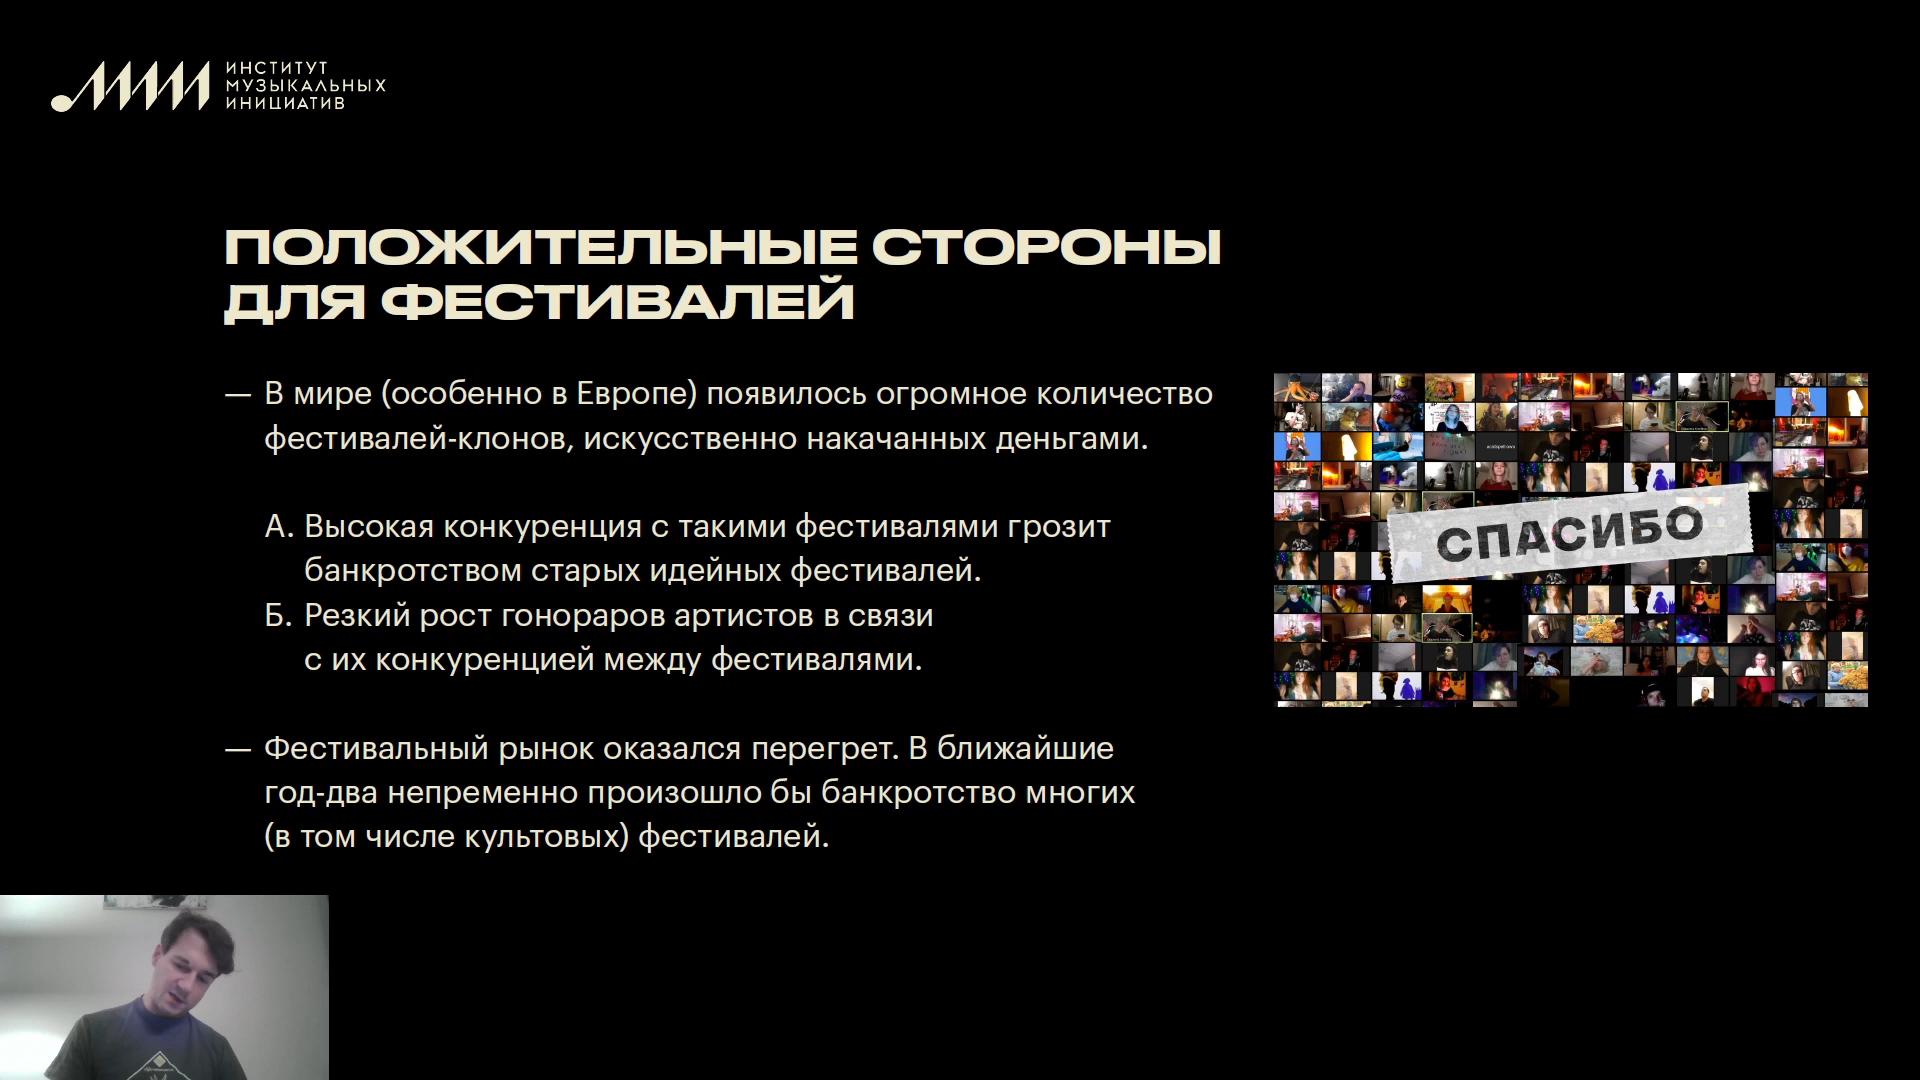 ИНСТИТУТ
МУЗЫКАЛЬНЫХ
ИНИЦИАТИВ
ПОЛОЖИТЕЛЬНЫЕ СТОРОНЫ
ДЛЯ ФЕСТИВАЛЕЙ
— В мире (особенно в Европе) появилось огромное количество
фестивалей-клонов, искусственно накачанных деньгами.
А. Высокая конкуренция с такими фестивалями грозит
банкротством старых идейных фестивалей.
Б. Резкий рост гонораров артистов в связи
с их конкуренцией между фестивалями.
— Фестивальный рынок оказался перегрет. В ближайшие
год-два непременно произошло бы банкротство многих
(в том числе культовых) фестивалей.
СПАСИБО